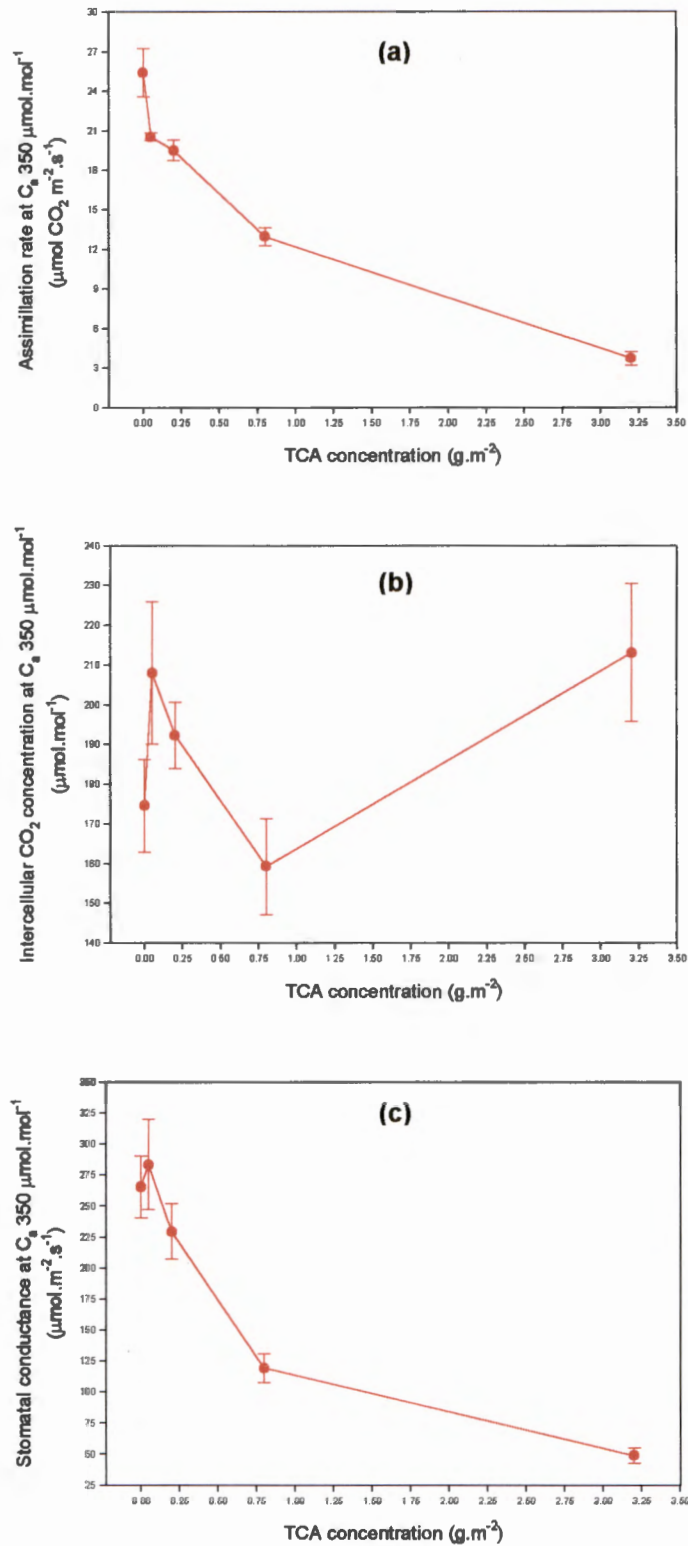 (a)
Assimillation rate at Ca 350 μmol.mol-1
(μmol CO2 m-2.s-1)
30
27
24
21
18
15
12
9
6
3
0
0.00 0.25 0.50 0.75 1.00 1.25 1.50 1.75 2.00 2.25 2.50 2.75 3.00 3.25 3.50
TCA concentration (g.m-2)
(b)
Intercellular CO2 concentration at Ca 350 μmol.mol-1
(μmol.mol-1)
240
230
220
210
200
190
180
170
160
150
140
0.00 0.25 0.50 0.75 1.00 1.25 1.50 1.75 2.00 2.25 2.50 2.75 3.00 3.25 3.50
TCA concentration (g.m-2)
(c)
Stomatal conductance at Ca 350 μmol.mol-1
(μmol.m-2.s-1)
350
325
300
275
250
225
200
175
150
125
100
75
50
25
0.00 0.25 0.50 0.75 1.00 1.25 1.50 1.75 2.00 2.25 2.50 2.75 3.00 3.25 3.50
TCA concentration (g.m-2)